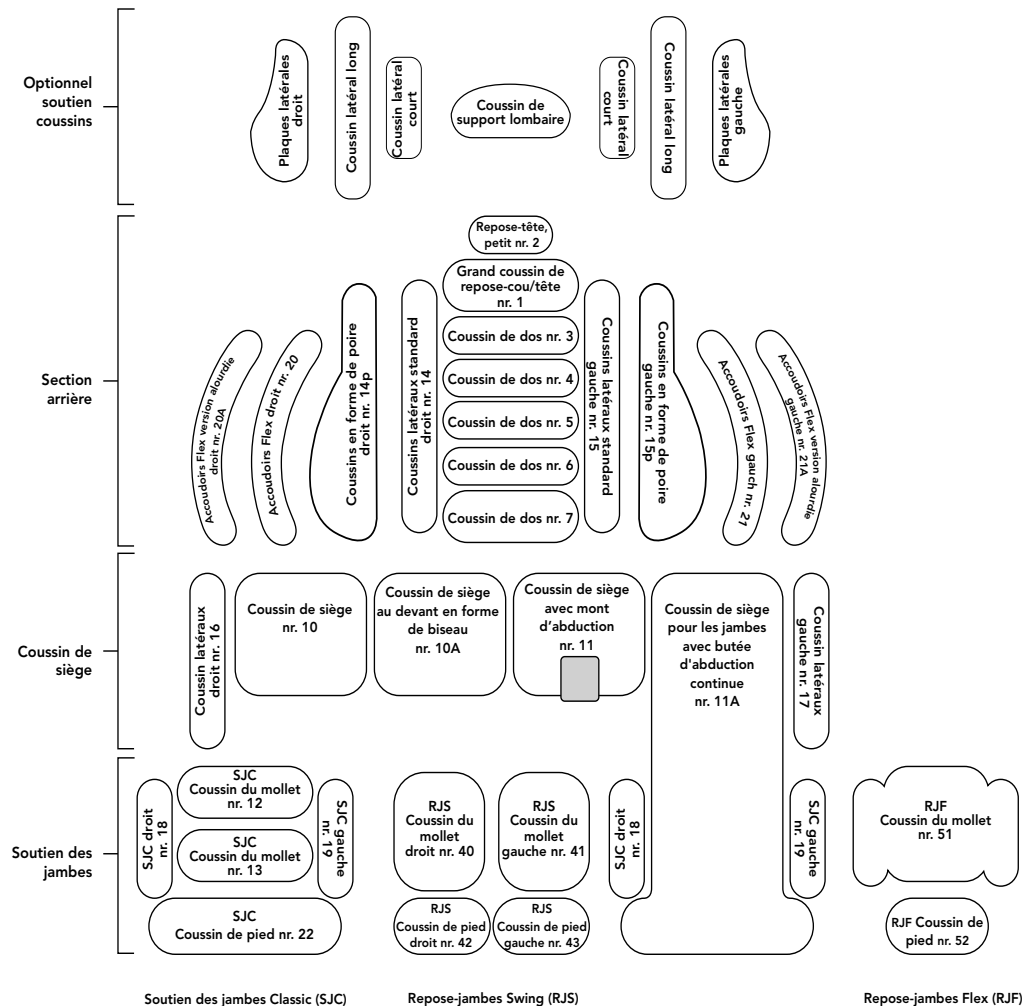 Optionnel
soutien
coussins
Plaques latérales
droit
Coussin latéral long
Coussin latéral
court
Coussin de
support lombaire
Coussin latéral
court
Coussin latéral long
Plaques latérales
gauche
Section
arrière
Repose-tête,
petit nr. 2
Grand coussin de
repose-cou/tête
nr. 1
Coussin de dos nr. 3
Coussin de dos nr. 4
Coussin de dos nr. 5
Coussin de dos nr. 6
Coussin de dos nr. 7
Accoudoirs Flex version alourdie
droit nr. 20A
Accoudoirs Flex droit nr. 20
Coussins en forme de poire
droit nr. 14p
Coussins latéraux standard
droit nr. 14
Coussins latéraux standard
gauche nr. 15
Coussins en forme de poire
gauche nr. 15p
Accoudoirs Flex gauch nr. 21
Accoudoirs Flex version alourdie
gauche nr. 21A
Coussin de
siège
Coussin latéraux
droit nr. 16
Coussin de siège
nr. 10
Coussin de siège
au devant en forme
de biseau
nr. 10A
Coussin de siège
avec mont
d'abduction
nr. 11
Coussin de siège
pour les jambes
avec butée
d'abduction
continue
nr. 11A
Coussin latéraux
gauche nr. 17
Soutien des
jambes
SJC droit
nr. 18
SJC
Coussin du mollet
nr. 12
SJC
Coussin du mollet
nr. 13
SJC gauche
nr. 19
SJC
Coussin de pied nr. 22
RJS
Coussin du
mollet
droit nr. 40
RJS
Coussin du
mollet
gauche nr. 41
RJS
Coussin de pied
droit nr. 42
RJS
Coussin de pied
gauche nr. 43
SJC droit
nr. 18
SJC gauche
nr. 19
RJF
Coussin du mollet
nr. 51
RJF Coussin de
pied nr. 52
Soutien des jambes Classic (SJC)
Repose-jambes Swing (RJS)
Repose-jambes Flex (RJF)